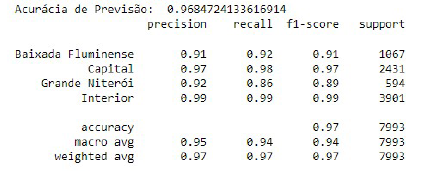 Acurácia de Previsão: 0.9684724133616914
precision recall f1-score support
Baixada Fluminense 0.91 0.92 0.91 1067
Capital 0.97 0.98 0.97 2431
Grande Niterói 0.92 0.86 0.89 594
Interior 0.99 0.99 0.99 3901
accuracy 0.97 7993
macro avg 0.95 0.94 0.94 7993
weighted avg 0.97 0.97 0.97 7993